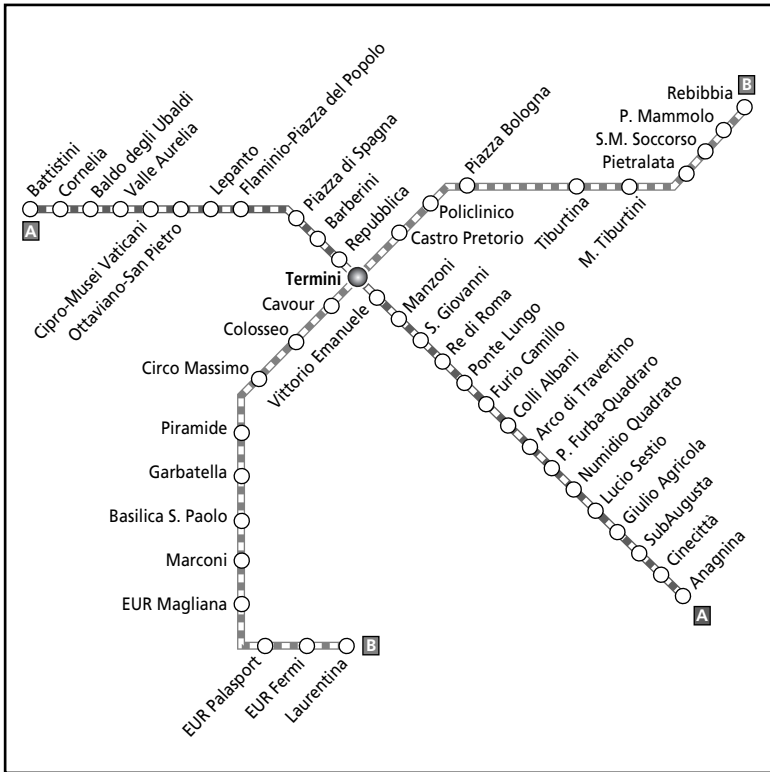 Battistini
Cornelia
Baldo degli Ubaldi
Valle Aurelia
Cipro-Musei Vaticani
Ottaviano-San Pietro
Lepanto
Flaminio-Piazza del Popolo
Piazza di Spagna
Barberini
Repubblica
Termini
Vittorio Emanuele
Manzoni
S. Giovanni
Re di Roma
Ponte Lungo
Furio Camillo
Colli Albani
Arco di Travertino
P. Furba-Quadraro
Numidio Quadrato
Lucio Sestio
Giulio Agricola
SubAugusta
Cinecittà
Anagnina
A
A
B
Rebibbia
P. Mammolo
S.M. Soccorso
Pietralata
M. Tiburtini
Tiburtina
Piazza Bologna
Policlinico
Castro Pretorio
Cavour
Colosseo
Circo Massimo
Piramide
Garbatella
Basilica S. Paolo
Marconi
EUR Magliana
EUR Palasport
EUR Fermi
Laurentina
B